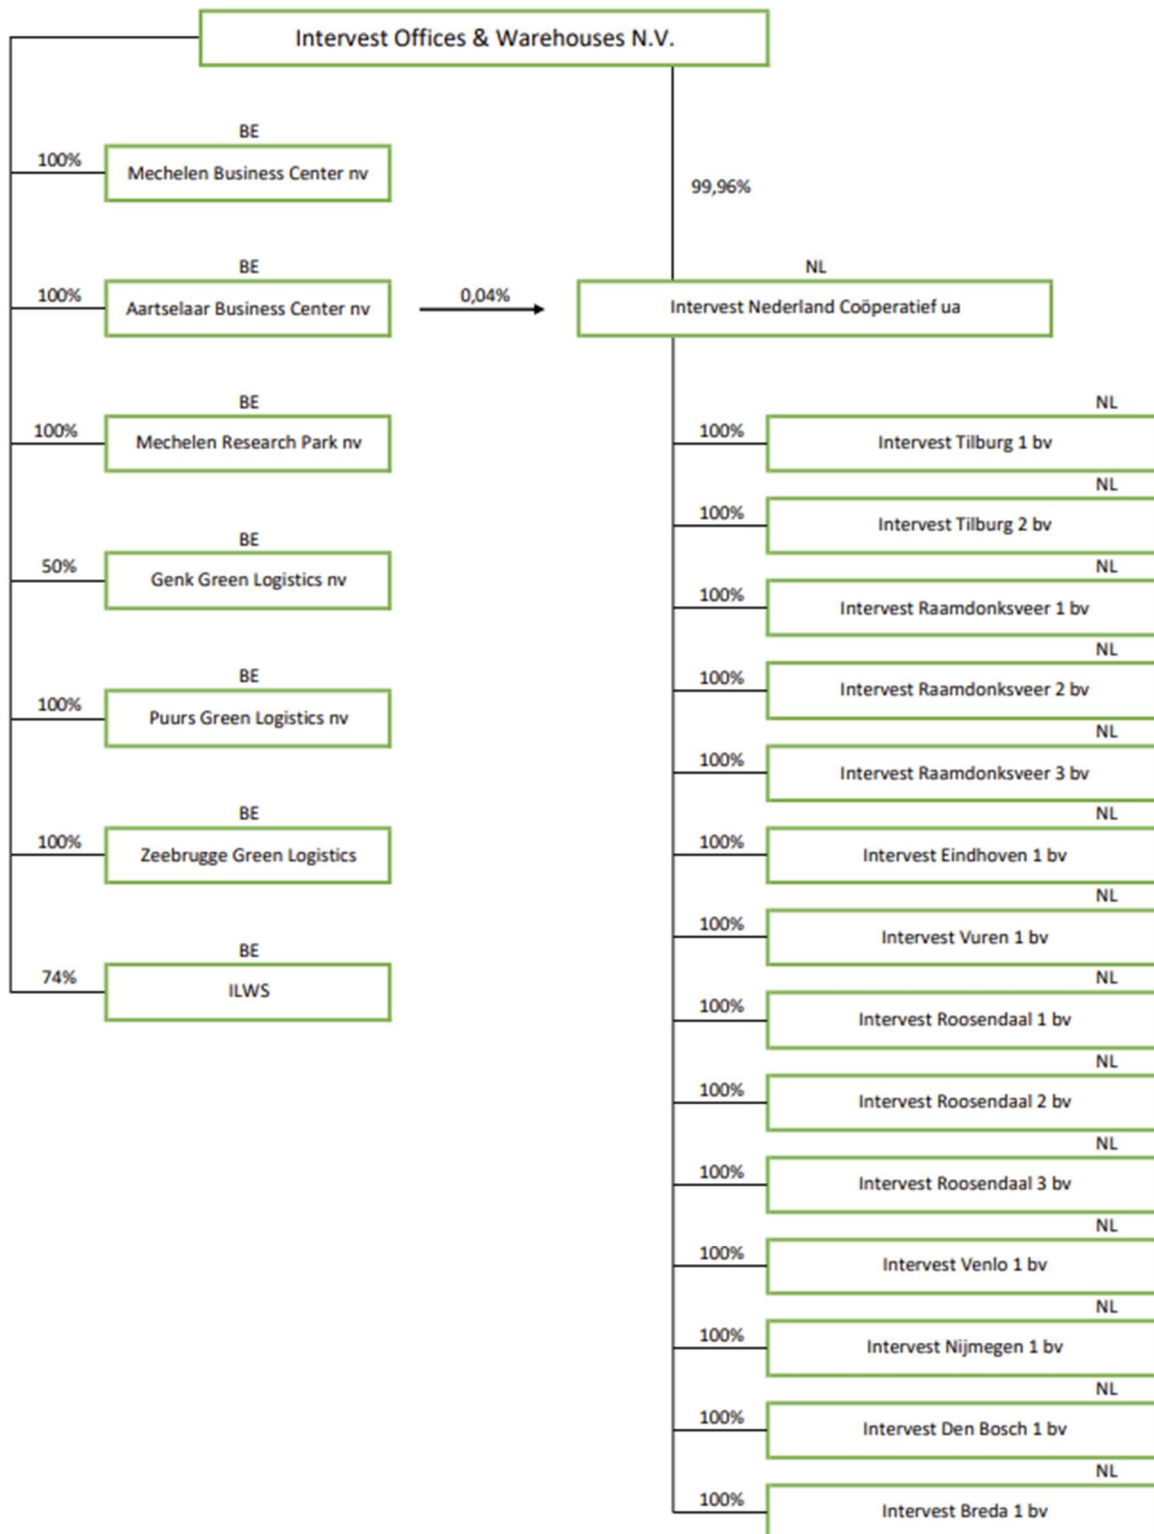 Intervest Offices & Warehouses N.V.
BE
100%
Mechelen Business Center nv
99,96%
BE
100%
Aartselaar Business Center nv
0,04%
NL
Intervest Nederland Coöperatief ua
BE
100%
Mechelen Research Park nv
BE
50%
Genk Green Logistics nv
BE
100%
Puurs Green Logistics nv
BE
100%
Zeebrugge Green Logistics
BE
74%
ILWS
NL
100%
Intervest Tilburg 1 bv
NL
100%
Intervest Tilburg 2 bv
NL
100%
Intervest Raamdonksveer 1 bv
NL
100%
Intervest Raamdonksveer 2 bv
NL
100%
Intervest Raamdonksveer 3 bv
NL
100%
Intervest Eindhoven 1 bv
NL
100%
Intervest Vuren 1 bv
NL
100%
Intervest Roosendaal 1 bv
NL
100%
Intervest Roosendaal 2 bv
NL
100%
Intervest Roosendaal 3 bv
NL
100%
Intervest Venlo 1 bv
NL
100%
Intervest Nijmegen 1 bv
NL
100%
Intervest Den Bosch 1 bv
NL
100%
Intervest Breda 1 bv